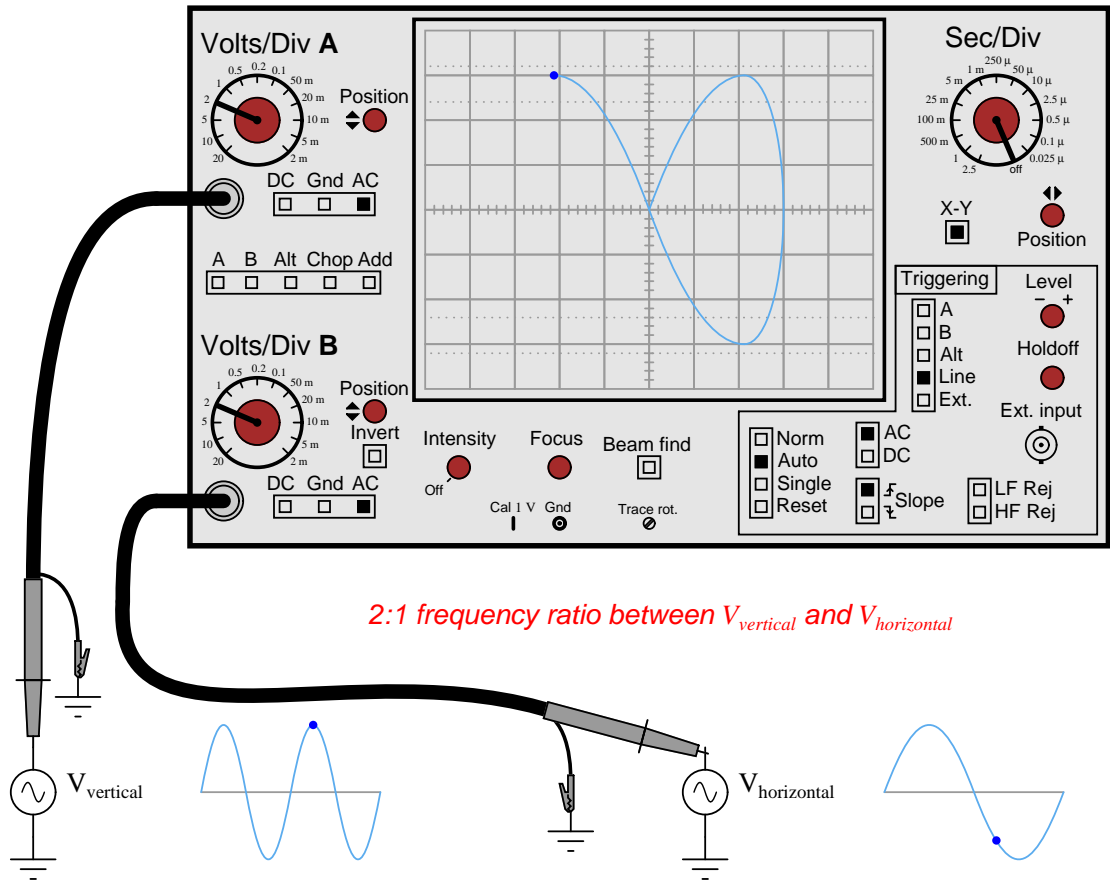 Volts/Div A
0.5 0.2 0.1
1 50 m
2 20 m
5 10 m
10 5 m
20 2 m
Position
DC Gnd AC
A B Alt Chop Add
Volts/Div B
0.5 0.2 0.1
1 50 m
2 20 m
5 10 m
10 5 m
20 2 m
Position
Invert
DC Gnd AC
Intensity
Off
Focus
Beam find
Cal 1 V Gnd
Trace rot.
Sec/Div
250 µ
1 m 50 µ
5 m 10 µ
25 m 2.5 µ
100 m 0.5 µ
500 m 0.1 µ
1 0.025 µ
2.5 off
X-Y
Position
Triggering
A
B
Alt
Line
Ext.
Level
− +
Holdoff
Ext. input
Norm
Auto
Single
Reset
AC
DC
Slope
LF Rej
HF Rej
2:1 frequency ratio between Vvertical and Vhorizontal
Vvertical
Vhorizontal